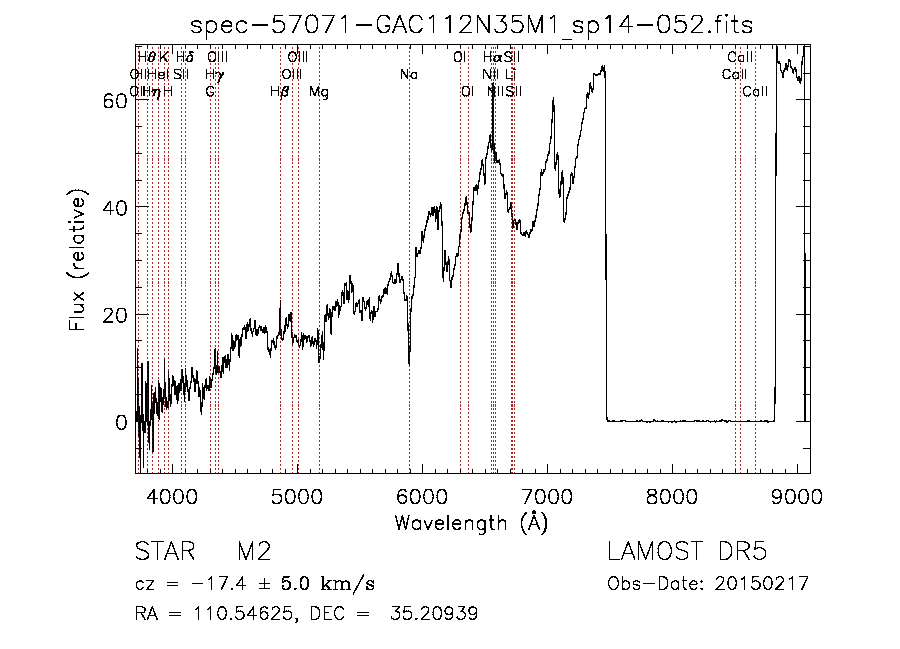 spec-57071-GAC112N35M1_sp14-052.fits
Hθ K Hδ OIII OIII OI Hα SII CaII
OII HeI SII Hγ OIII Na NII Li CaII
OII Hη H G Hβ Mg OI NII SII CaII
60
40
20
0
Flux (relative)
4000 5000 6000 7000 8000 9000
Wavelength (Å)
STAR M2 LAMOST DR5
cz = −17.4 ± 5.0 km/s Obs-Date: 20150217
RA = 110.54625, DEC = 35.20939